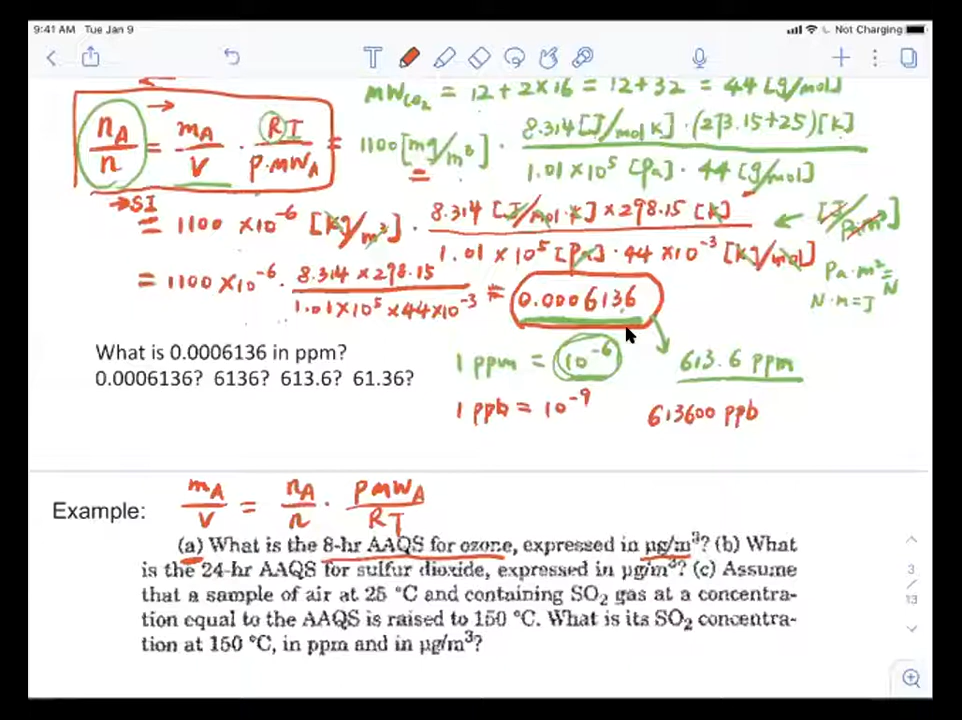 9:41 AM Tue Jan 9 Not Charging
MW_CO₂ = 12 + 2×16 = 12 + 32 = 44 [g/mol]
n_A/n = m_A/V · RT/(P·MW_A) = 1100 [mg/m³] · 8.314 [J/mol K] · (273.15+25) [K] / 1.01×10⁵ [Pa] · 44 [g/mol]
→SI
= 1100 ×10⁻⁶ [kg/m³] · 8.314 [J/mol·K] × 298.15 [K] / 1.01 × 10⁵ [Pa] · 44 ×10⁻³ [kg/mol] ← [J/Pa·m³]
Pa·m² = N
N·m = J
= 1100×10⁻⁶ · 8.314 × 298.15 / 1.01×10⁵ × 44×10⁻³ = 0.0006136
What is 0.0006136 in ppm?
0.0006136? 6136? 613.6? 61.36?
1 ppm = 10⁻⁶ 613.6 ppm
1 ppb = 10⁻⁹ 613600 ppb
Example: m_A/V = n_A/n · PMW_A/RT
(a) What is the 8-hr AAQS for ozone, expressed in µg/m³? (b) What
is the 24-hr AAQS for sulfur dioxide, expressed in µg/m³? (c) Assume
that a sample of air at 25 °C and containing SO₂ gas at a concentra-
tion equal to the AAQS is raised to 150 °C. What is its SO₂ concentra-
tion at 150 °C, in ppm and in µg/m³?
3
/
13